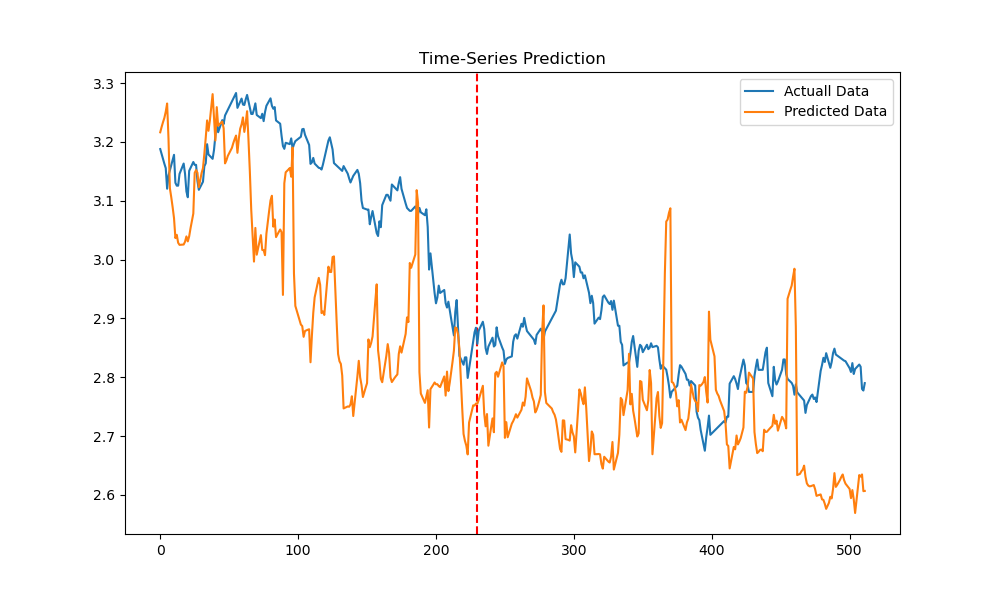 Time-Series Prediction
Actuall Data
Predicted Data
3.3
3.2
3.1
3.0
2.9
2.8
2.7
2.6
0 100 200 300 400 500